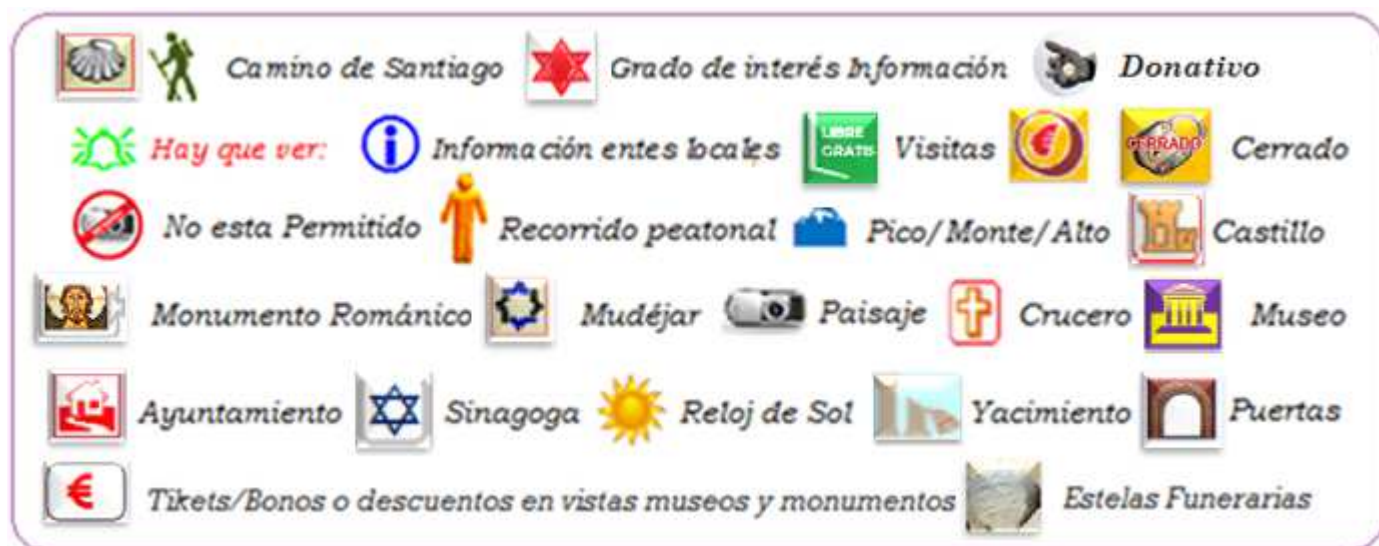 Camino de Santiago Grado de interés Información Donativo
Hay que ver: Información entes locales LIBRE GRATIS Visitas € CERRADO Cerrado
No esta Permitido Recorrido peatonal Pico/Monte/Alto Castillo
Monumento Románico Mudéjar Paisaje Crucero Museo
Ayuntamiento Sinagoga Reloj de Sol Yacimiento Puertas
€ Tikets/Bonos o descuentos en vistas museos y monumentos Estelas Funerarias